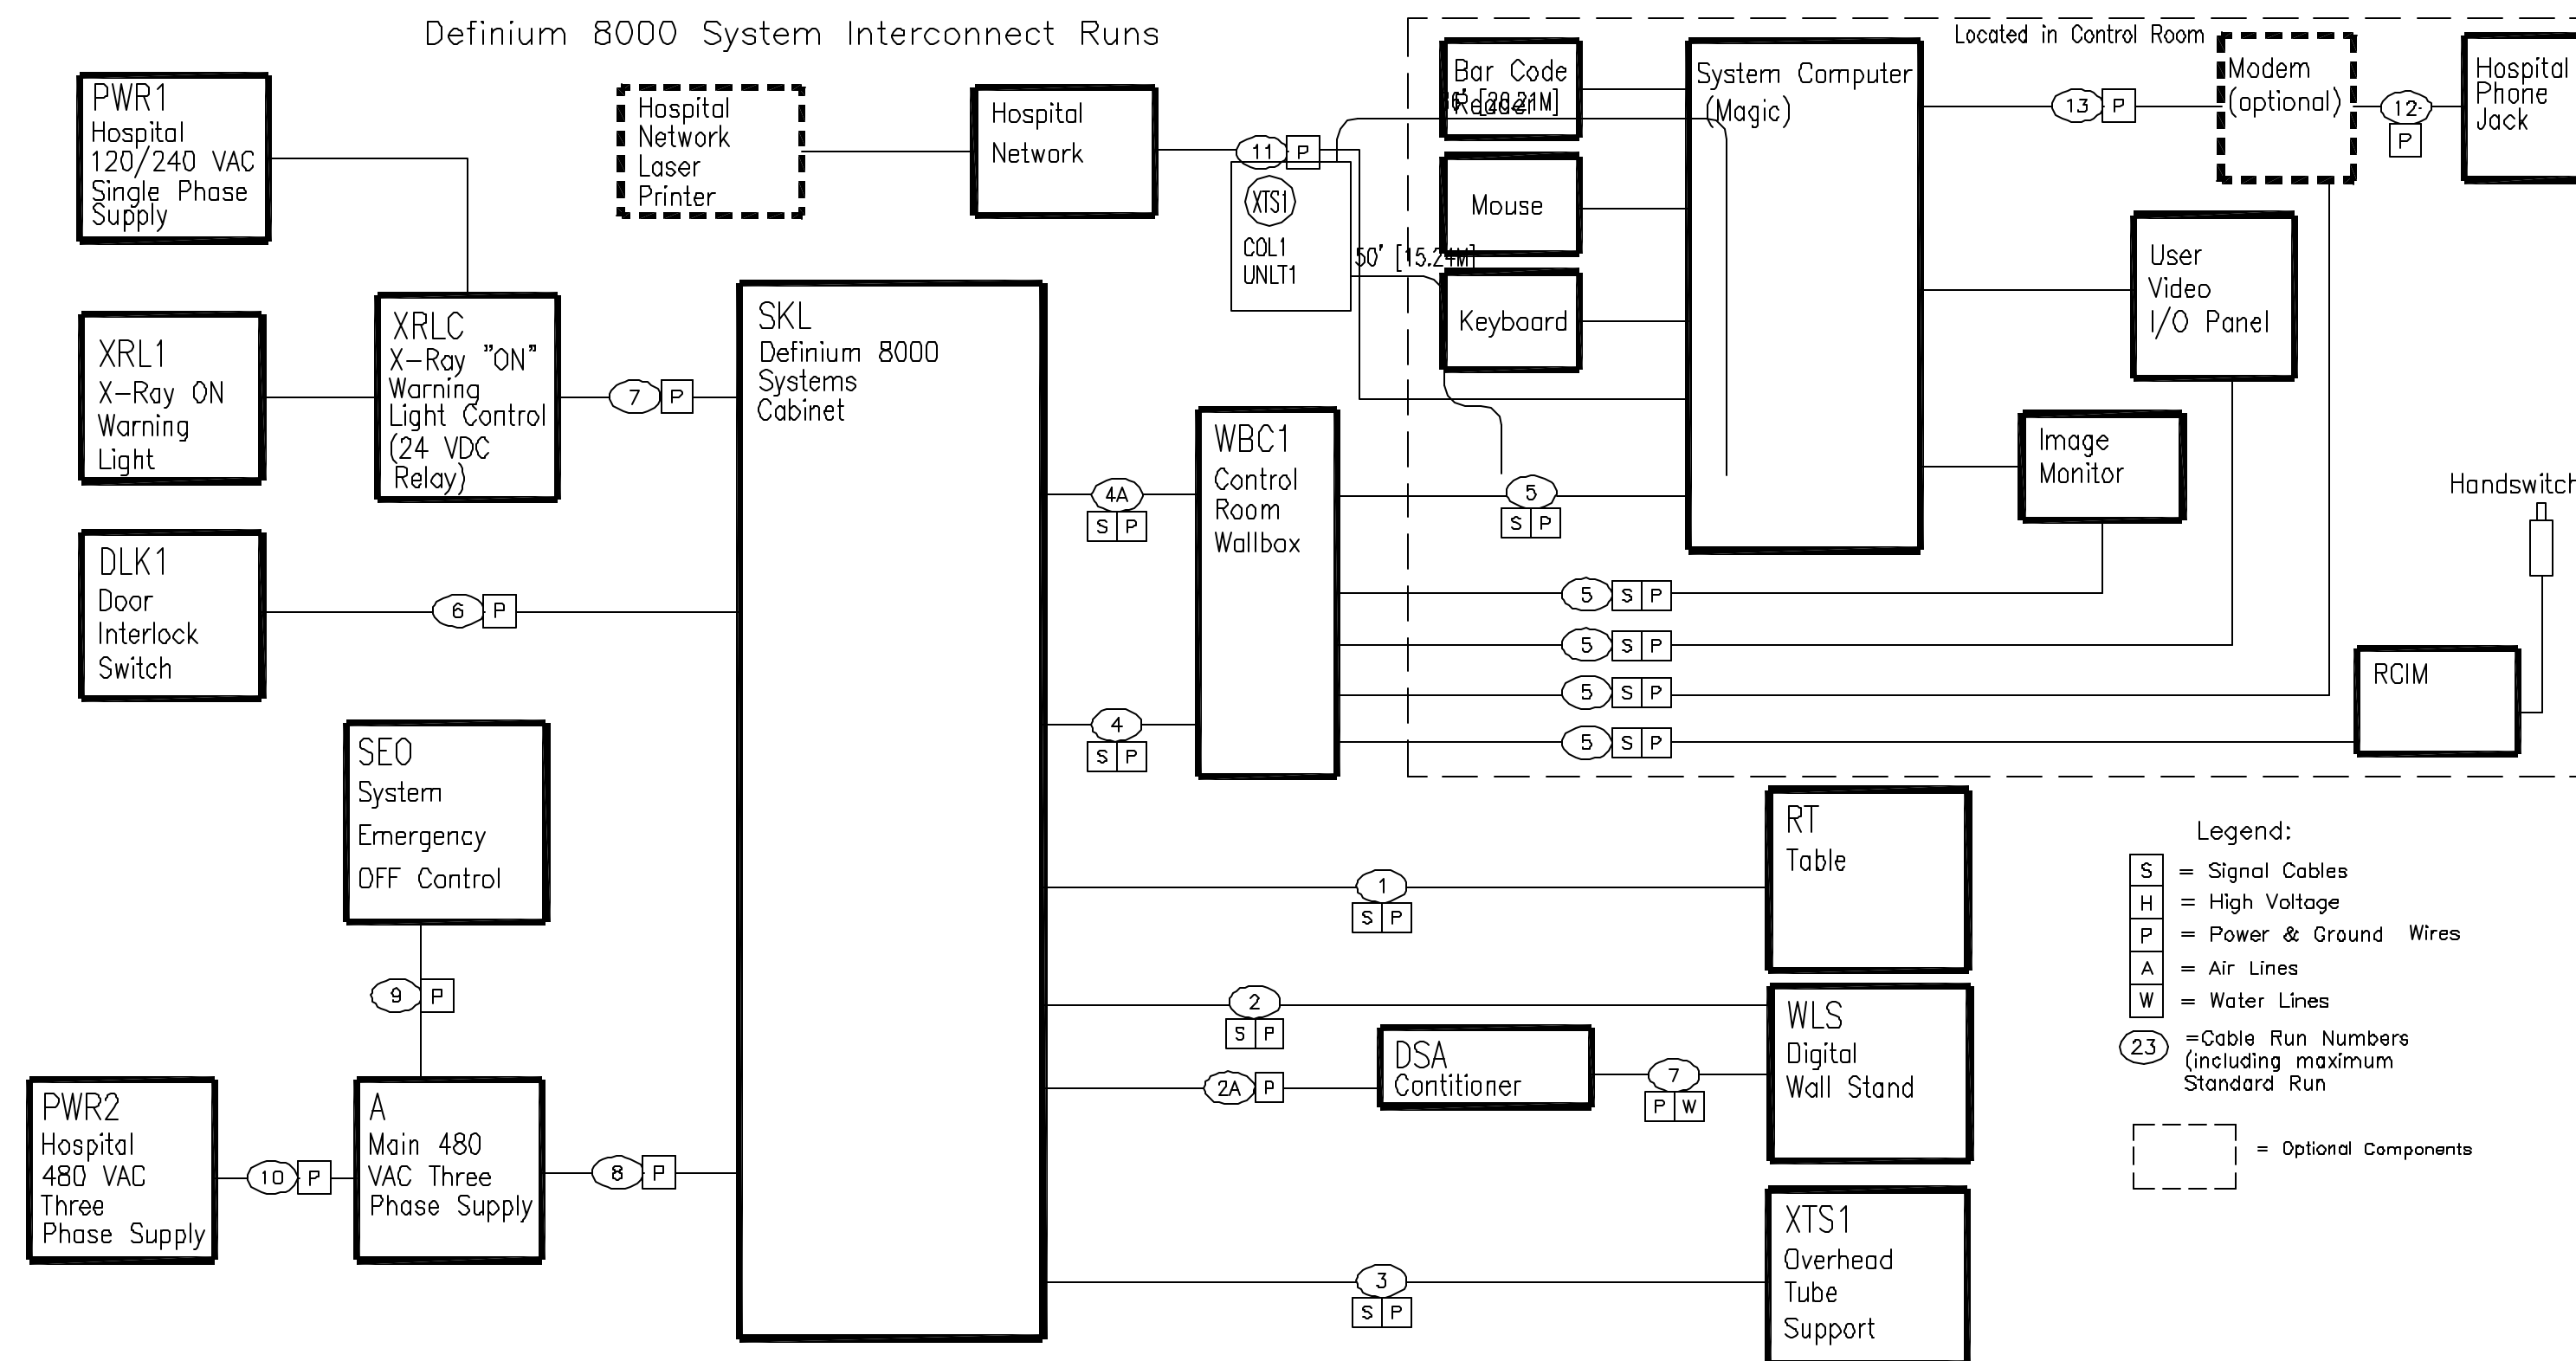 Definium 8000 System Interconnect Runs
Located in Control Room
PWR1
Hospital
120/240 VAC
Single Phase
Supply
Hospital
Network
Laser
Printer
Hospital
Network
11 P
XTS1
COL1
UNLT1
50' [15.24M]
Bar Code
Reader
Mouse
Keyboard
System Computer
(Magic)
13 P
Modem
(optional)
12
P
Hospital
Phone
Jack
User
Video
I/O Panel
Image
Monitor
Handswitch
RCIM
XRL1
X-Ray ON
Warning
Light
XRLC
X-Ray "ON"
Warning
Light Control
(24 VDC
Relay)
7 P
SKL
Definium 8000
Systems
Cabinet
4A
S P
WBC1
Control
Room
Wallbox
5
S P
5 S P
5 S P
5 S P
5 S P
DLK1
Door
Interlock
Switch
6 P
4
S P
SEO
System
Emergency
OFF Control
9 P
PWR2
Hospital
480 VAC
Three
Phase Supply
10 P
A
Main 480
VAC Three
Phase Supply
8 P
1
S P
RT
Table
2
S P
2A P
DSA
Contitioner
7
P W
WLS
Digital
Wall Stand
3
S P
XTS1
Overhead
Tube
Support
Legend:
S = Signal Cables
H = High Voltage
P = Power & Ground Wires
A = Air Lines
W = Water Lines
23 =Cable Run Numbers
(including maximum
Standard Run
= Optional Components